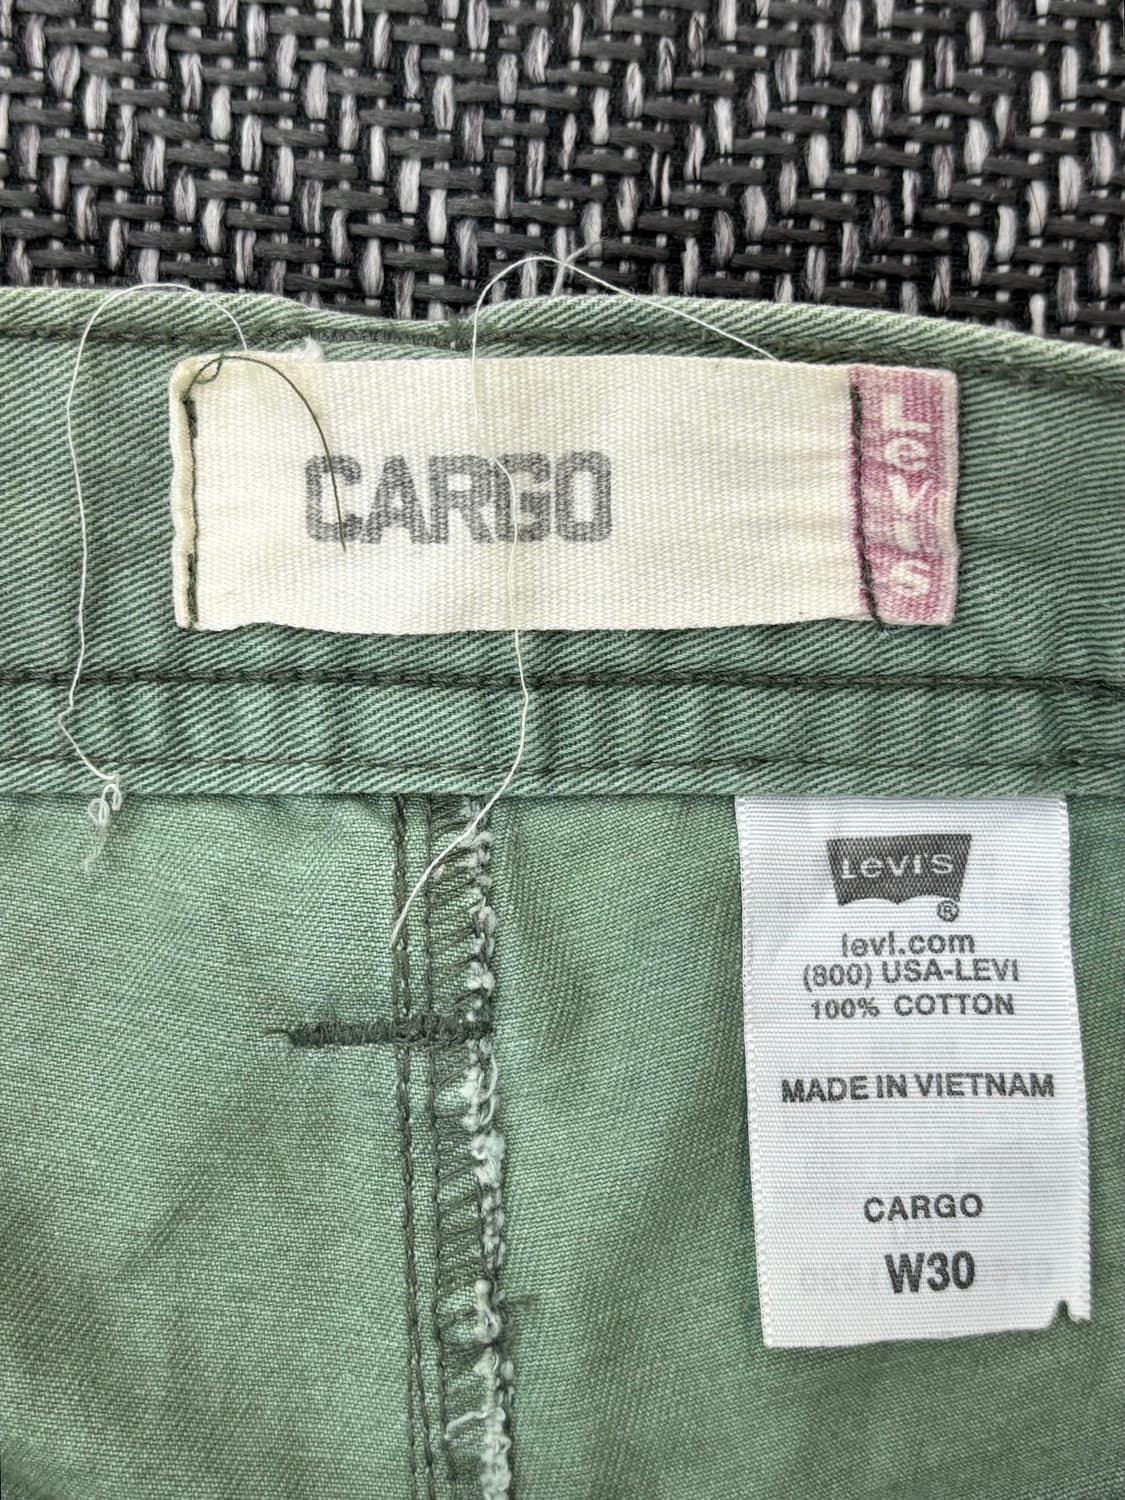 CARGO
Levi's
LEVI'S
®
levi.com
(800) USA-LEVI
100% COTTON
MADE IN VIETNAM
CARGO
W30